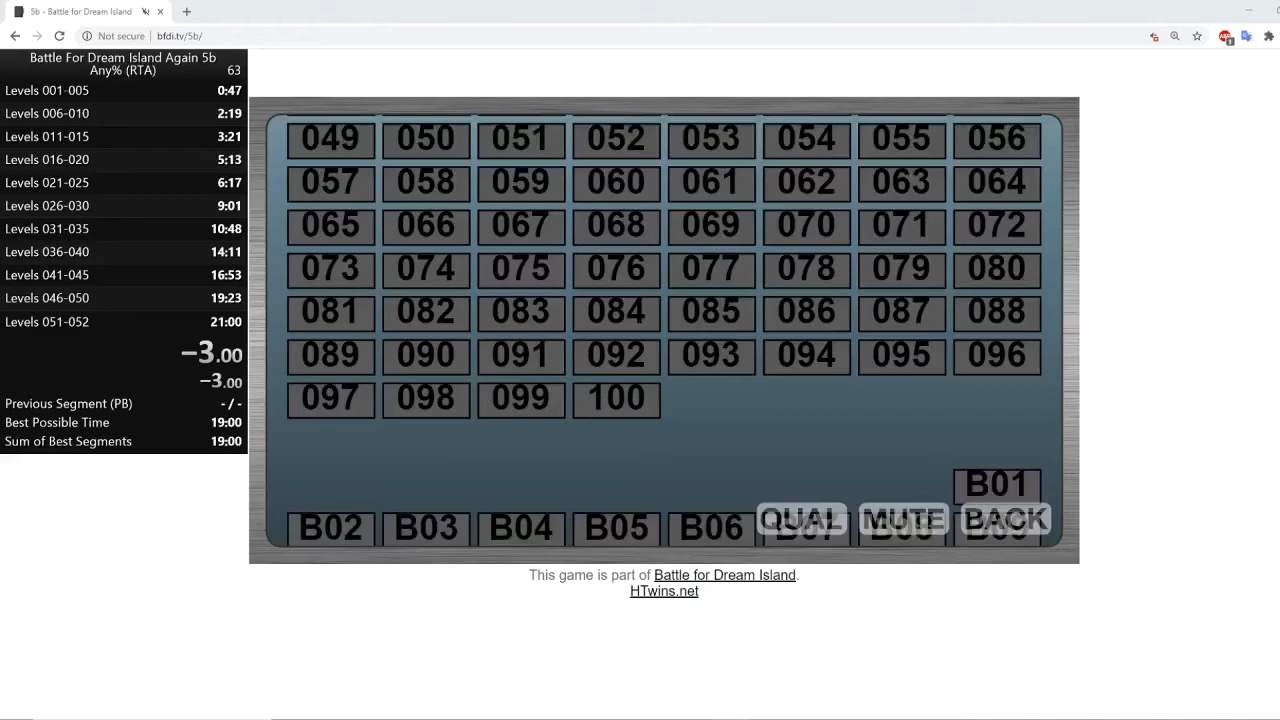 5b - Battle for Dream Island
Not secure | bfdi.tv/5b/
1
Battle For Dream Island Again 5b
Any% (RTA) 63
Levels 001-005 0:47
Levels 006-010 2:19
Levels 011-015 3:21
Levels 016-020 5:13
Levels 021-025 6:17
Levels 026-030 9:01
Levels 031-035 10:48
Levels 036-040 14:11
Levels 041-045 16:53
Levels 046-050 19:23
Levels 051-052 21:00
−3.00
−3.00
Previous Segment (PB) - / -
Best Possible Time 19:00
Sum of Best Segments 19:00
049 050 051 052 053 054 055 056
057 058 059 060 061 062 063 064
065 066 067 068 069 070 071 072
073 074 075 076 077 078 079 080
081 082 083 084 085 086 087 088
089 090 091 092 093 094 095 096
097 098 099 100
B01
QUAL MUTE BACK
B02 B03 B04 B05 B06
This game is part of Battle for Dream Island.
HTwins.net